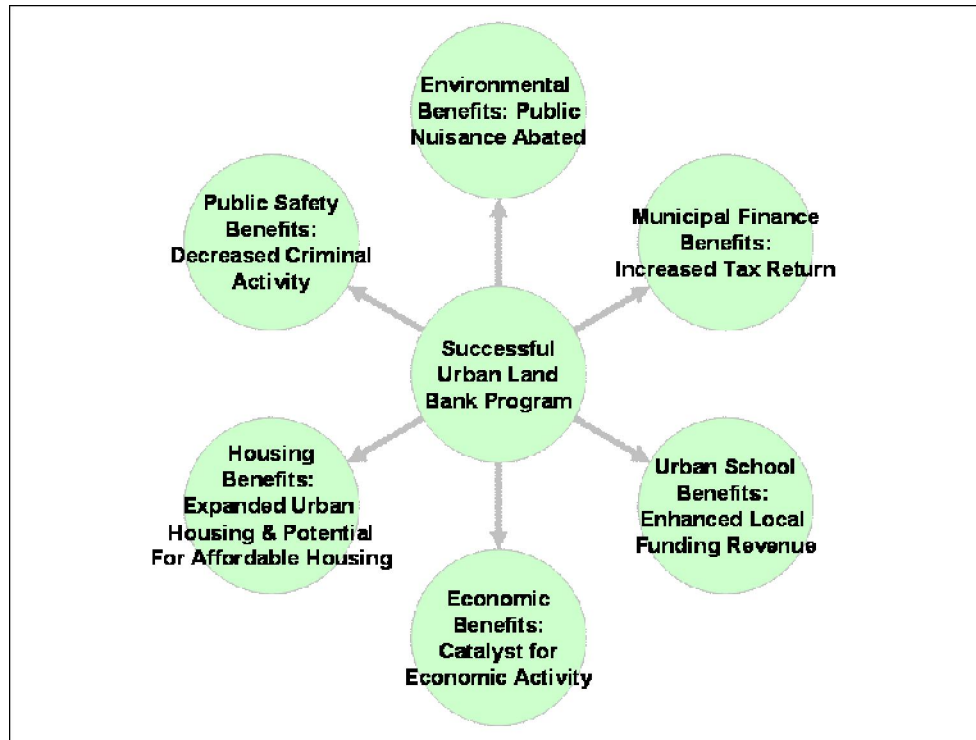 Environmental
Benefits: Public
Nuisance Abated
Public Safety
Benefits:
Decreased Criminal
Activity
Municipal Finance
Benefits:
Increased Tax Return
Successful
Urban Land
Bank Program
Housing
Benefits:
Expanded Urban
Housing & Potential
For Affordable Housing
Urban School
Benefits:
Enhanced Local
Funding Revenue
Economic
Benefits:
Catalyst for
Economic Activity